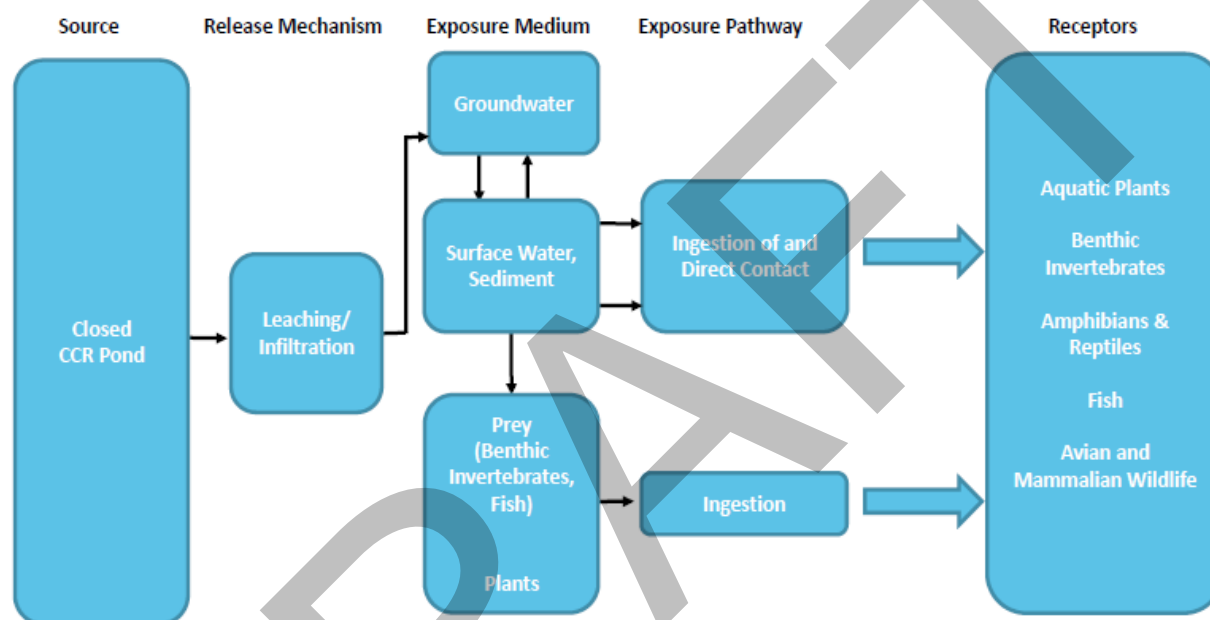 Source
Release Mechanism
Exposure Medium
Exposure Pathway
Receptors
Closed
CCR Pond
Leaching/
Infiltration
Groundwater
Surface Water,
Sediment
Prey
(Benthic
Invertebrates,
Fish)
Plants
Ingestion of and
Direct Contact
Ingestion
Aquatic Plants
Benthic
Invertebrates
Amphibians &
Reptiles
Fish
Avian and
Mammalian Wildlife
DRAFT